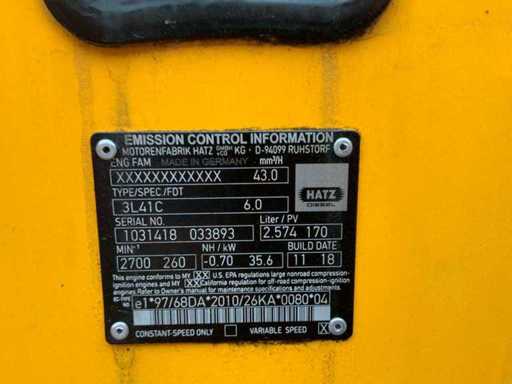 EMISSION CONTROL INFORMATION
MOTORENFABRIK HATZ GMBH +CO KG • D-94099 RUHSTORF
ENG FAM MADE IN GERMANY mm³/H
XXXXXXXXXXXX 43.0
TYPE/SPEC/FDT
3L41C 6.0
HATZ
DIESEL
SERIAL NO. Liter / PV
1031418 033893 2.574 170
MIN⁻¹ NH / kW BUILD DATE
2700 260 -0.70 35.6 11 18
This engine conforms to MY XX U.S. EPA regulations large nonroad compression-
ignition engines and MY XX California regulation for off-road compression- ignition
engines. Refer to Owner's manual for maintenance specifications and adjustments
EG-TYPE NO e1*97/68DA*2010/26KA*0080*04
CONSTANT-SPEED ONLY VARIABLE SPEED XX